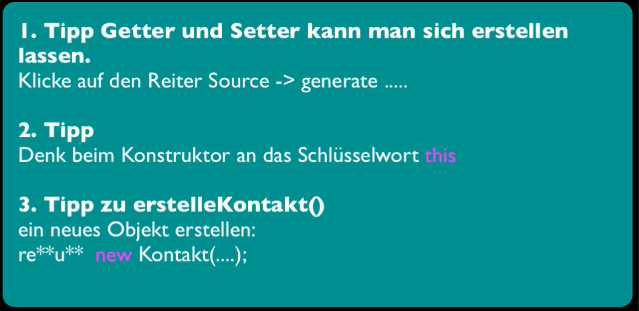 1. Tipp Getter und Setter kann man sich erstellen
lassen.
Klicke auf den Reiter Source -> generate .....
2. Tipp
Denk beim Konstruktor an das Schlüsselwort this
3. Tipp zu erstelleKontakt()
ein neues Objekt erstellen:
re**u** new Kontakt(....);